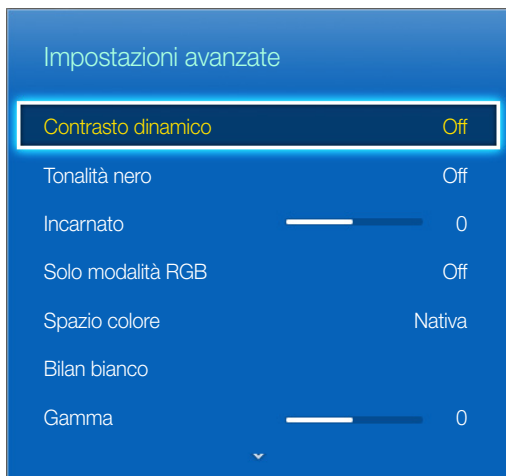 Impostazioni avanzate
Contrasto dinamico Off
Tonalità nero Off
Incarnato 0
Solo modalità RGB Off
Spazio colore Nativa
Bilan bianco
Gamma 0